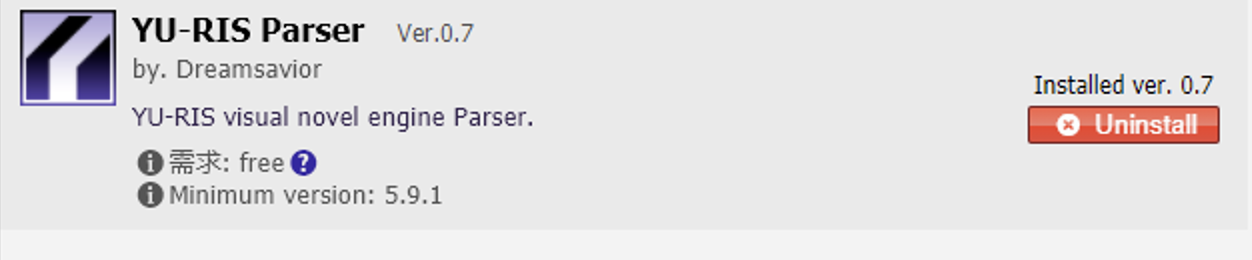 YU-RIS Parser Ver.0.7
by. Dreamsavior
Installed ver. 0.7
YU-RIS visual novel engine Parser.
Uninstall
需求: free
Minimum version: 5.9.1